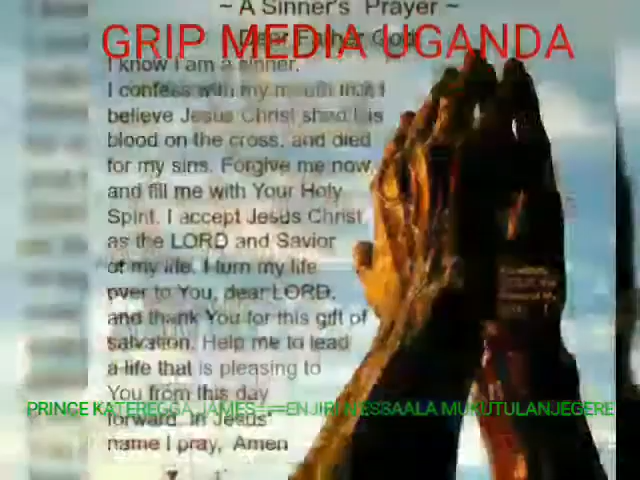 ~ A Sinner's Prayer ~
GRIP MEDIA UGANDA
Dear Father God
I know I am a sinner.
I confess with my mouth that I
believe Jesus Christ shed his
blood on the cross, and died
for my sins. Forgive me now,
and fill me with Your Holy
Spirit. I accept Jesus Christ
as the LORD and Savior
of my life. I turn my life
over to You, dear LORD,
and thank You for this gift of
salvation. Help me to lead
a life that is pleasing to
You from this day
PRINCE KATEREGGA JAMES===ENJIRI N'ESSAALA MUKUTULANJEGERE
forward, in Jesus'
name I pray, Amen